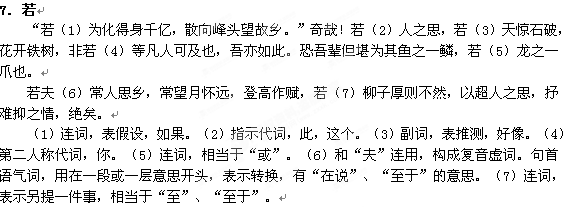 7．若
“若（1）为化得身千亿，散向峰头望故乡。”奇哉！若（2）人之思，若（3）天惊石破，
花开铁树，非若（4）等凡人可及也，吾亦如此。恐吾辈但堪为其鱼之一鳞，若（5）龙之一
爪也。
若夫（6）常人思乡，常望月怀远，登高作赋，若（7）柳子厚则不然，以超人之思，抒
难抑之情，绝矣。
（1）连词，表假设，如果。（2）指示代词，此，这个。（3）副词，表推测，好像。（4）
第二人称代词，你。（5）连词，相当于“或”。（6）和“夫”连用，构成复音虚词。句首
语气词，用在一段或一层意思开头，表示转换，有“在说”、“至于”的意思。（7）连词，
表示另提一件事，相当于“至”、“至于”。